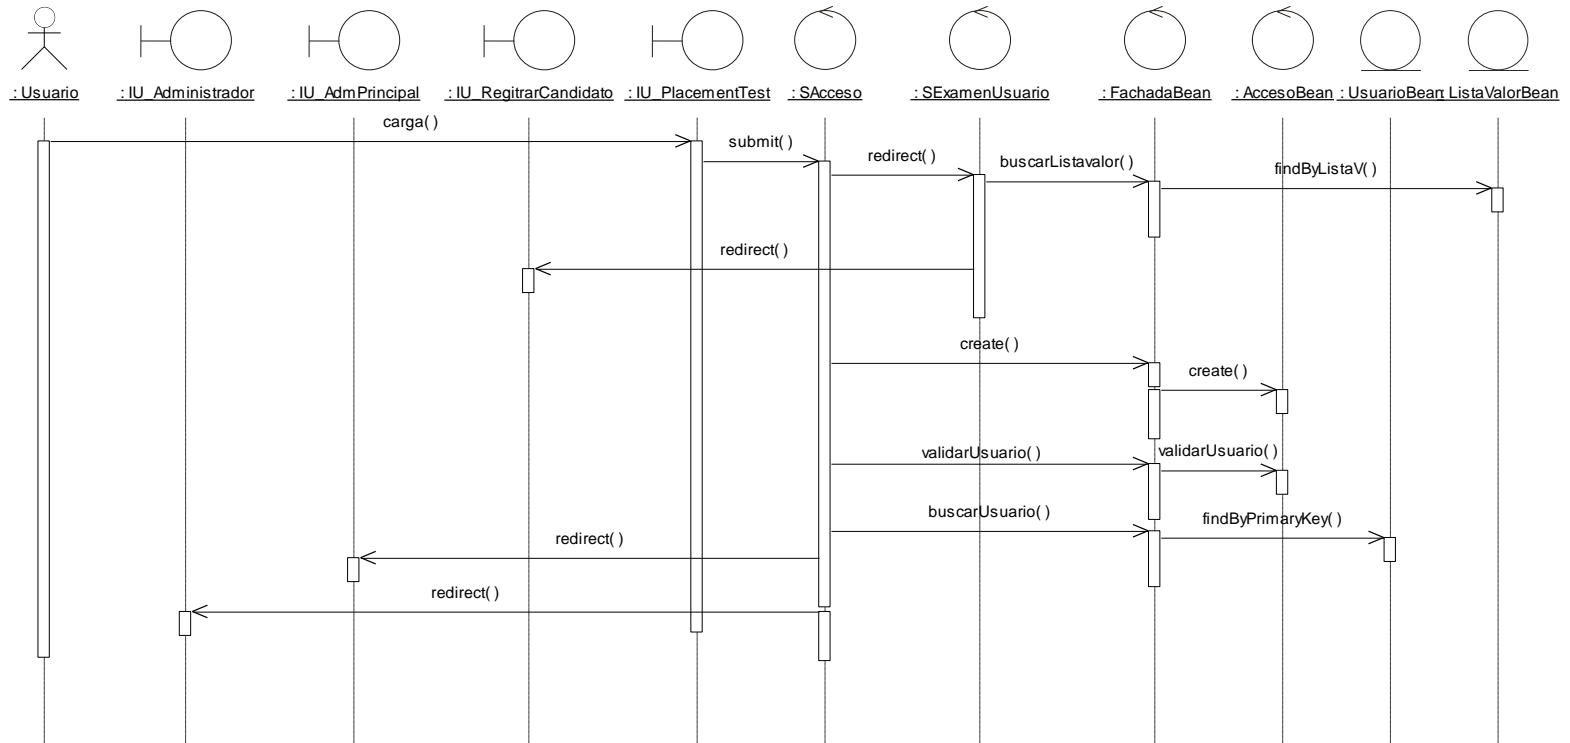 : Usuario
: IU_Administrador
: IU_AdmPrincipal
: IU_RegitrarCandidato
: IU_PlacementTest
: SAcceso
: SExamenUsuario
: FachadaBean
: AccesoBean
: UsuarioBean
: ListaValorBean
carga( )
submit( )
redirect( )
buscarListavalor( )
findByListaV( )
redirect( )
create( )
create( )
validarUsuario( )
validarUsuario( )
buscarUsuario( )
findByPrimaryKey( )
redirect( )
redirect( )